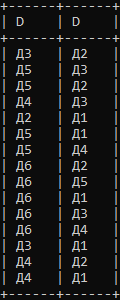 +------+------+
| D    | D    |
+------+------+
| Д3   | Д2   |
| Д5   | Д3   |
| Д5   | Д2   |
| Д4   | Д3   |
| Д2   | Д1   |
| Д5   | Д1   |
| Д5   | Д4   |
| Д6   | Д2   |
| Д6   | Д5   |
| Д6   | Д1   |
| Д6   | Д3   |
| Д6   | Д4   |
| Д3   | Д1   |
| Д4   | Д2   |
| Д4   | Д1   |
+------+------+